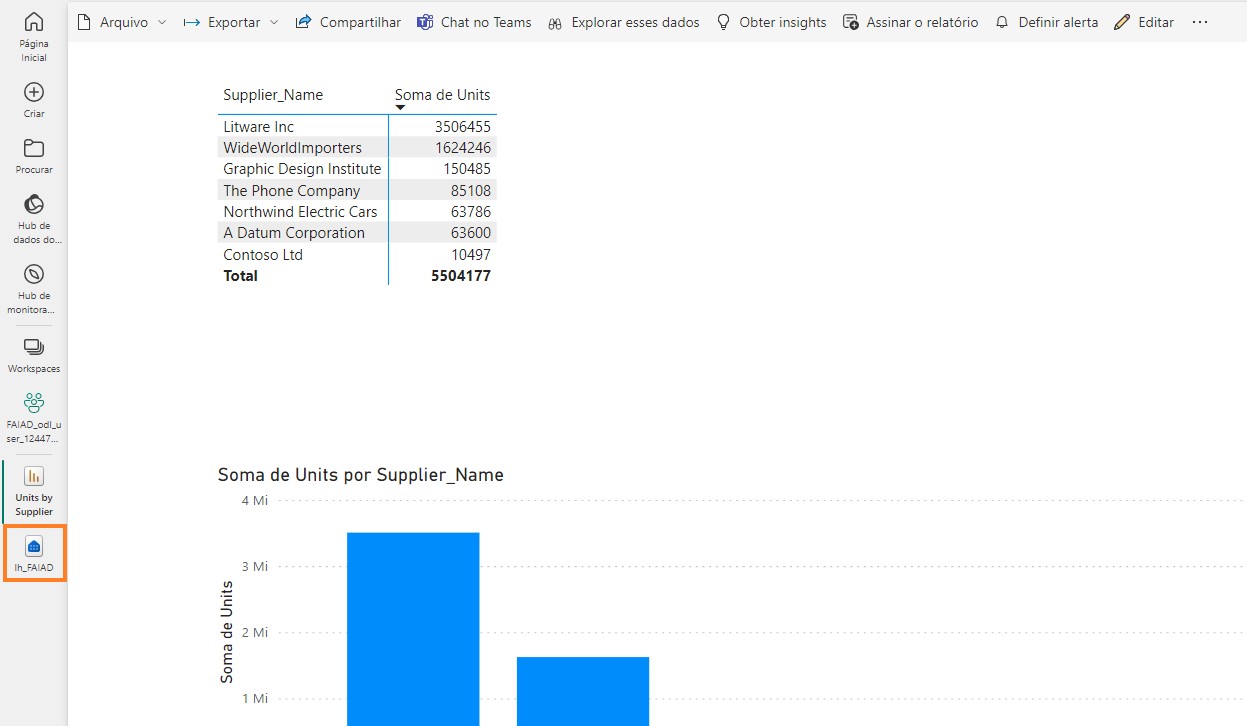 Arquivo Exportar Compartilhar Chat no Teams Explorar esses dados Obter insights Assinar o relatório Definir alerta Editar ...
Página
Inicial
Criar
Procurar
Hub de
dados do...
Hub de
monitora...
Workspaces
FAIAD_odl_u
ser_12447...
Units by
Supplier
lh_FAIAD
Supplier_Name Soma de Units
Litware Inc 3506455
WideWorldImporters 1624246
Graphic Design Institute 150485
The Phone Company 85108
Northwind Electric Cars 63786
A Datum Corporation 63600
Contoso Ltd 10497
Total 5504177
Soma de Units por Supplier_Name
Soma de Units
4 Mi
3 Mi
2 Mi
1 Mi